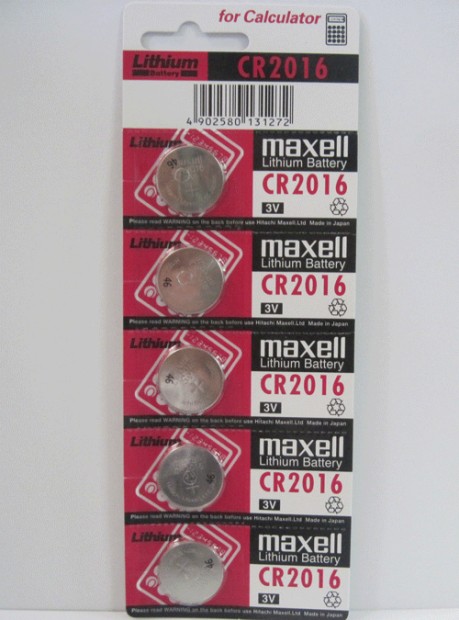 for Calculator
Lithium
Battery
CR2016
4 902580 131272
Lithium
maxell
Lithium Battery
CR2016
3V
Please read WARNING on the back before use Hitachi Maxell.Ltd Made in Japan
Lithium
maxell
Lithium Battery
CR2016
3V
Please read WARNING on the back before use Hitachi Maxell.Ltd Made in Japan
Lithium
maxell
Lithium Battery
CR2016
3V
Please read WARNING on the back before use Hitachi Maxell.Ltd Made in Japan
Lithium
maxell
Lithium Battery
CR2016
3V
Please read WARNING on the back before use Hitachi Maxell.Ltd Made in Japan
Lithium
maxell
Lithium Battery
CR2016
3V
Please read WARNING on the back before use Hitachi Maxell.Ltd Made in Japan